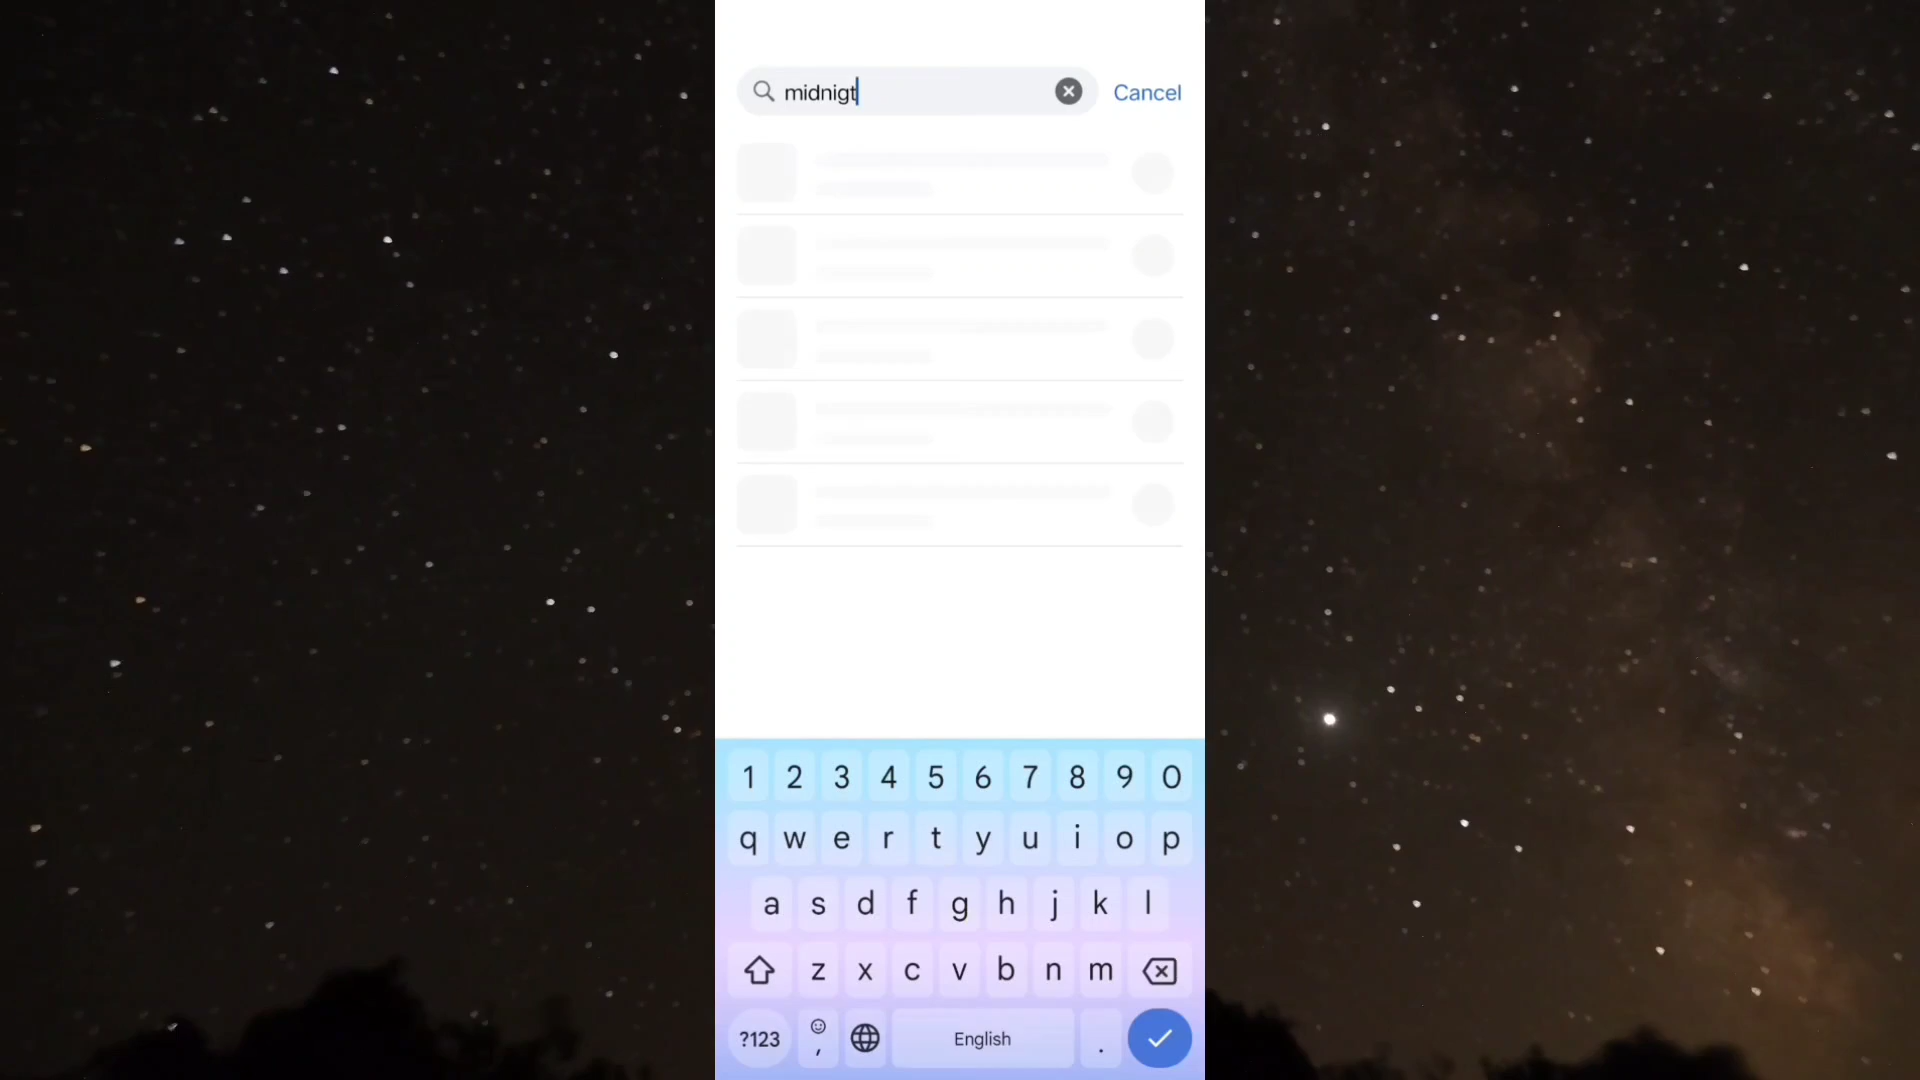 midnigt
Cancel
1 2 3 4 5 6 7 8 9 0
q w e r t y u i o p
a s d f g h j k l
z x c v b n m
?123 , English .